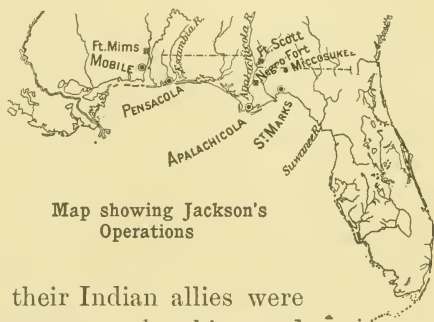 Ft. Mims
MOBILE
Escambia R.
PENSACOLA
Apalachicola R.
Ft. Scott
Negro Fort
MICCOSUKEE
APALACHICOLA
ST. MARKS
Suwanee R.
Map showing Jackson's
Operations
their Indian allies were